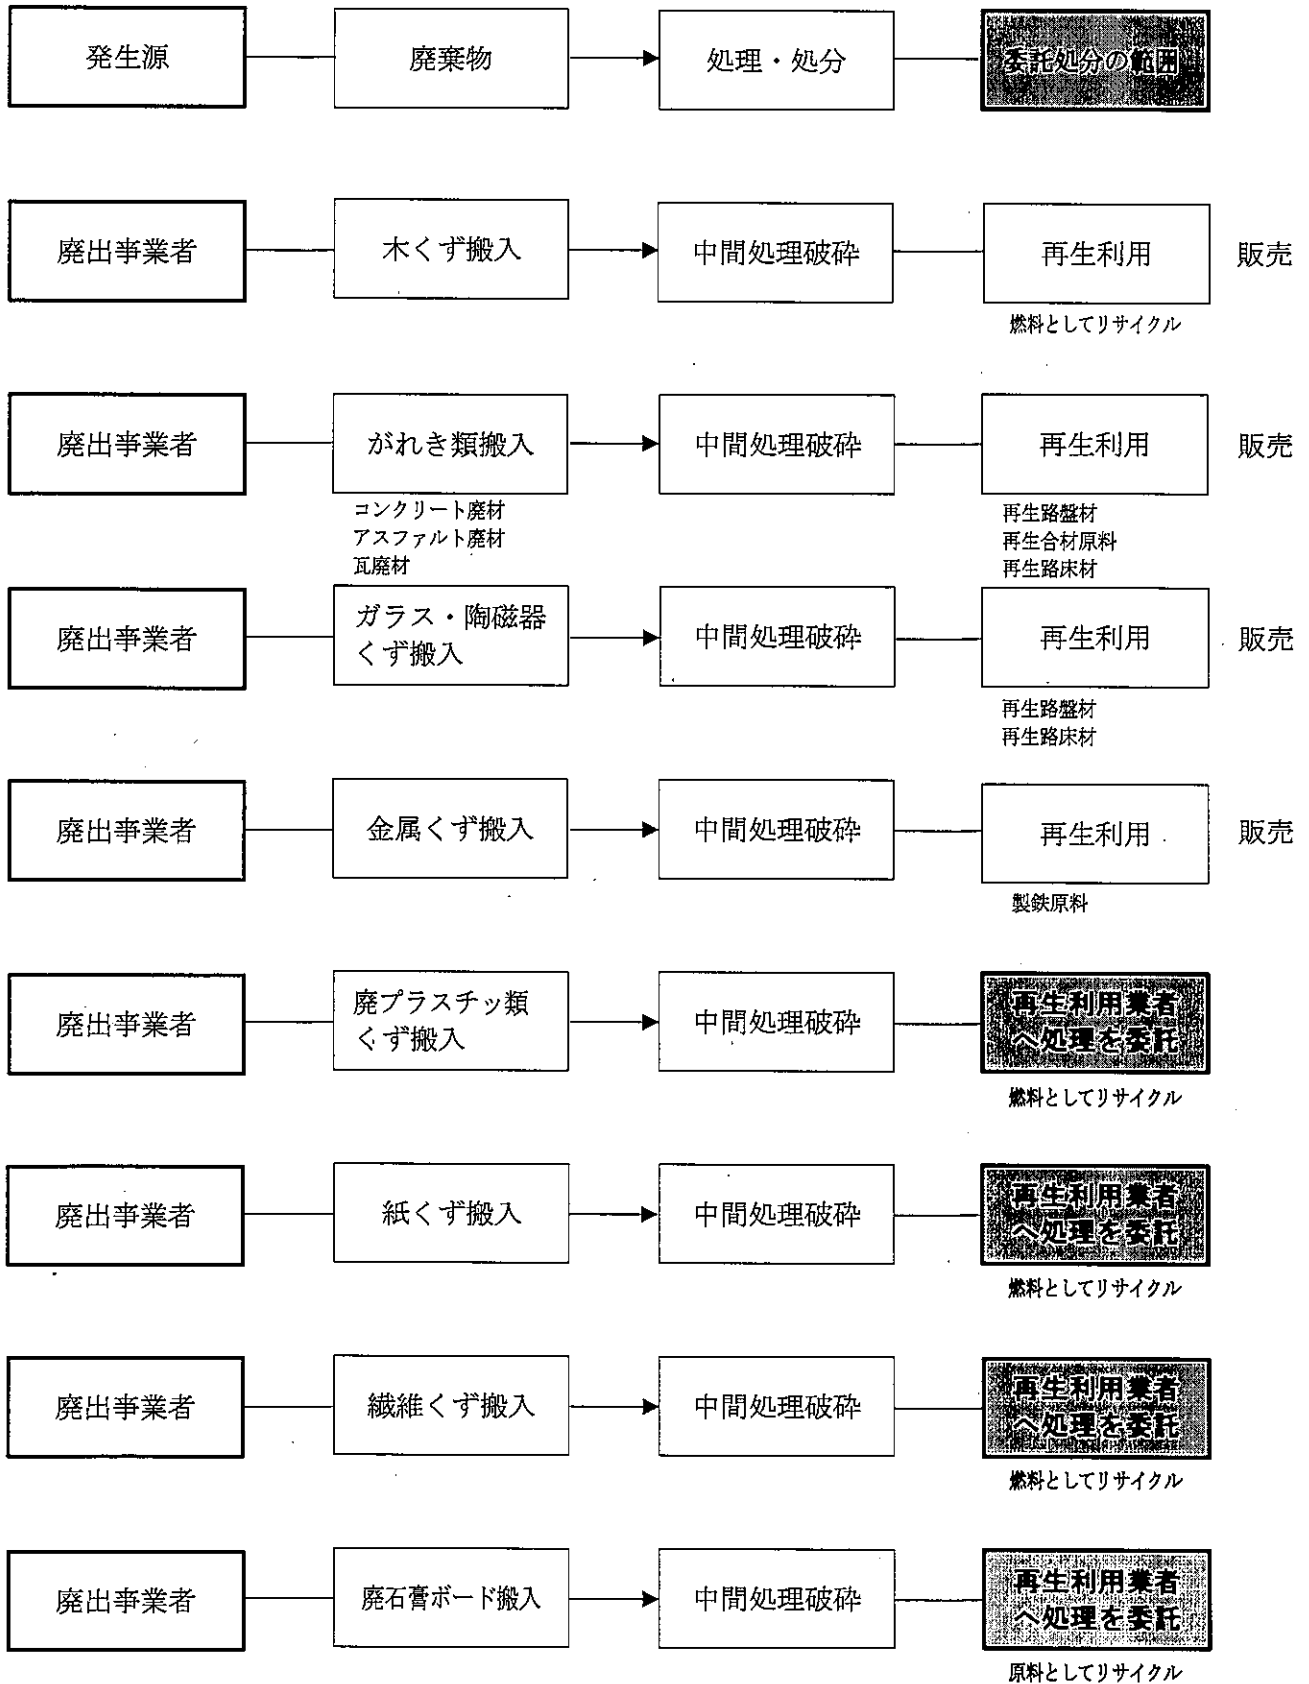 発生源
廃棄物
処理・処分
委託処分の範囲
廃出事業者
木くず搬入
中間処理破砕
再生利用
販売
燃料としてリサイクル
廃出事業者
がれき類搬入
中間処理破砕
再生利用
販売
コンクリート廃材
アスファルト廃材
瓦廃材
再生路盤材
再生合材原料
再生路床材
廃出事業者
ガラス・陶磁器
くず搬入
中間処理破砕
再生利用
販売
再生路盤材
再生路床材
廃出事業者
金属くず搬入
中間処理破砕
再生利用
販売
製鉄原料
廃出事業者
廃プラスチッ類
くず搬入
中間処理破砕
再生利用業者
へ処理を委託
燃料としてリサイクル
廃出事業者
紙くず搬入
中間処理破砕
再生利用業者
へ処理を委託
燃料としてリサイクル
廃出事業者
繊維くず搬入
中間処理破砕
再生利用業者
へ処理を委託
燃料としてリサイクル
廃出事業者
廃石膏ボード搬入
中間処理破砕
再生利用業者
へ処理を委託
原料としてリサイクル